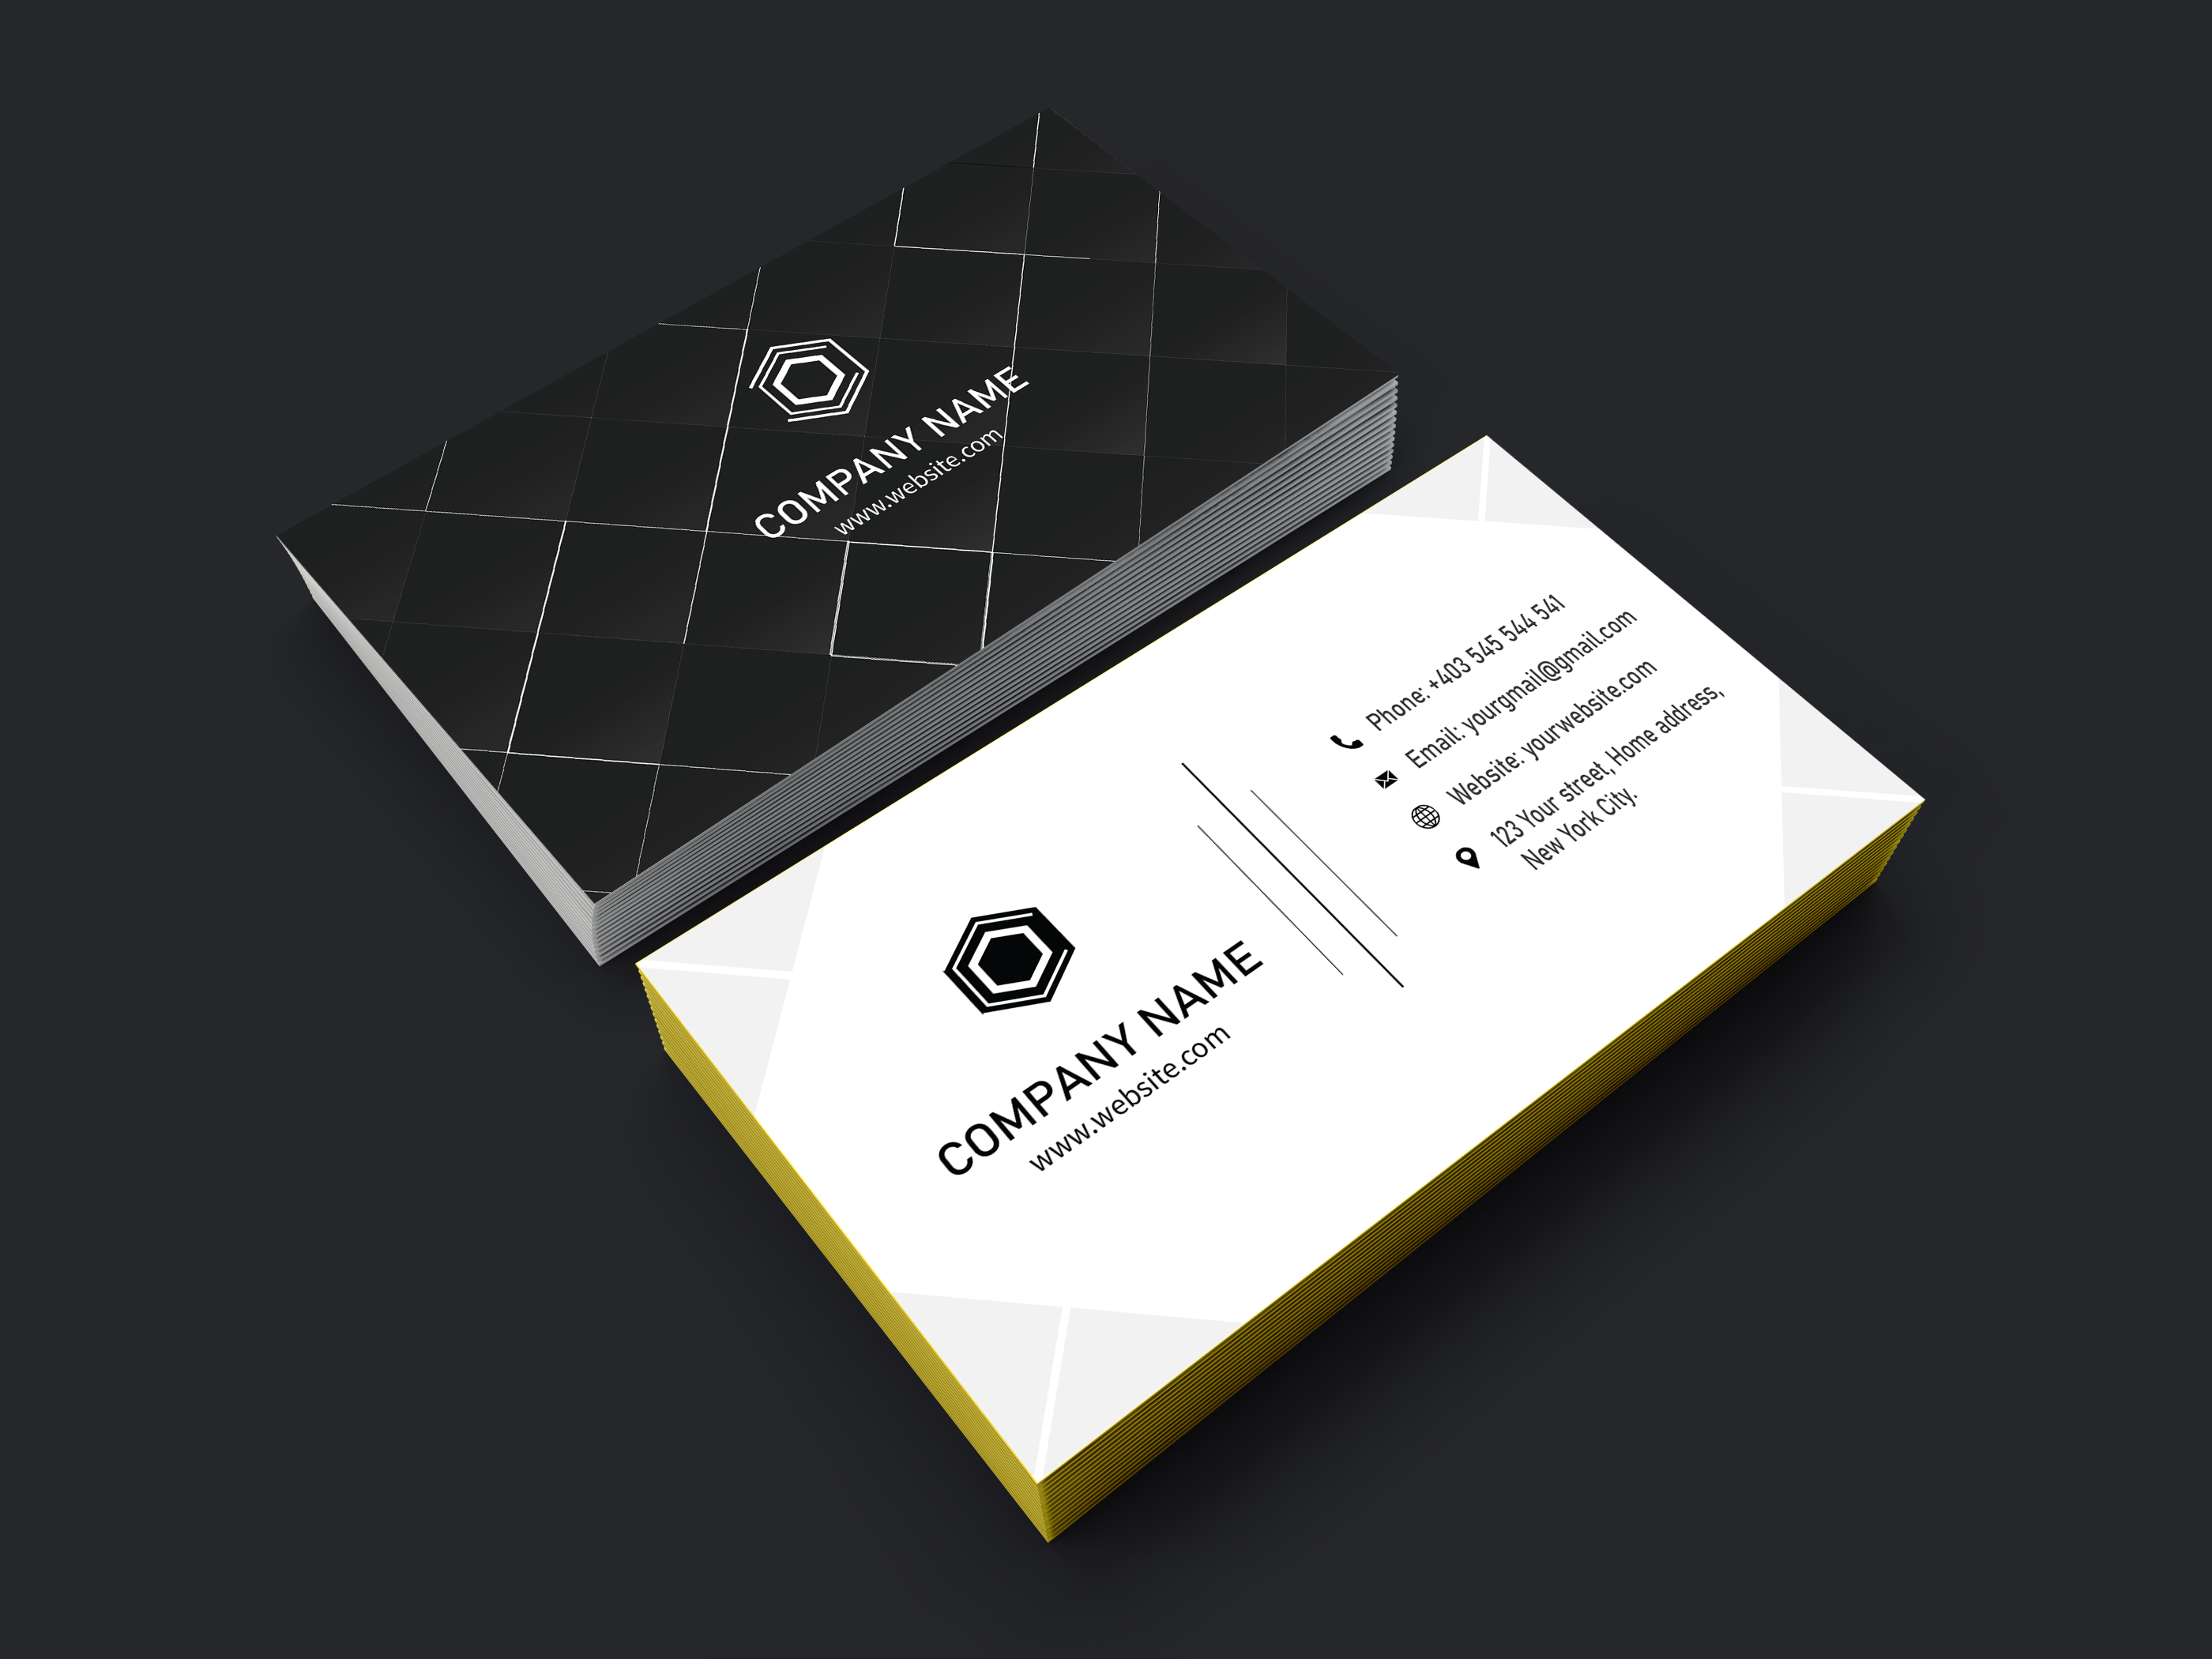 COMPANY NAME
www.website.com
COMPANY NAME
www.website.com
Phone: +403 545 544 541
Email: yourgmail@gmail.com
Website: yourwebsite.com
123 Your street, Home address,
New York City.